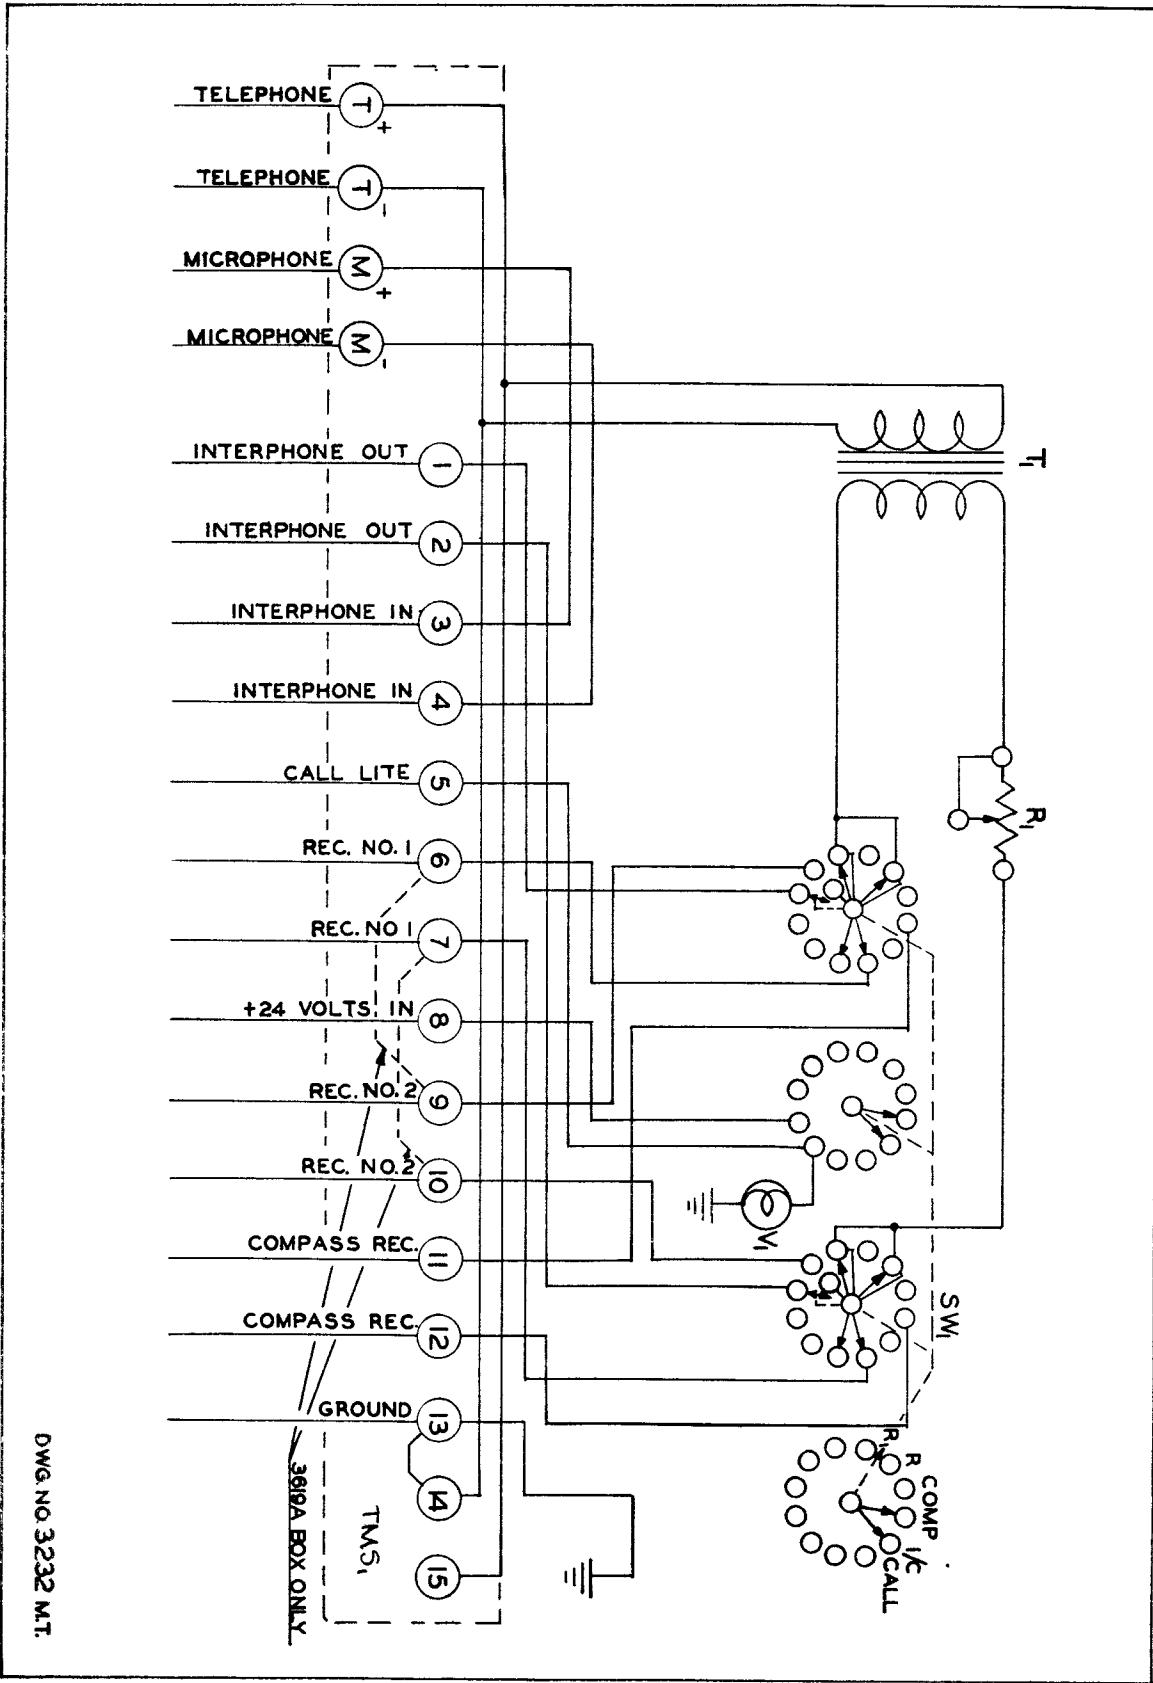 TELEPHONE T +
TELEPHONE T -
MICROPHONE M +
MICROPHONE M -
INTERPHONE OUT 1
INTERPHONE OUT 2
INTERPHONE IN 3
INTERPHONE IN 4
CALL LITE 5
REC. NO. 1 6
REC. NO 1 7
+24 VOLTS IN 8
REC. NO. 2 9
REC. NO. 2 10
COMPASS REC. 11
COMPASS REC. 12
GROUND 13
14
15
TMS1
3619A BOX ONLY
T1
R1
V1
SW1
R1
R
COMP
I/C
CALL
DWG NO. 3232 M.T.